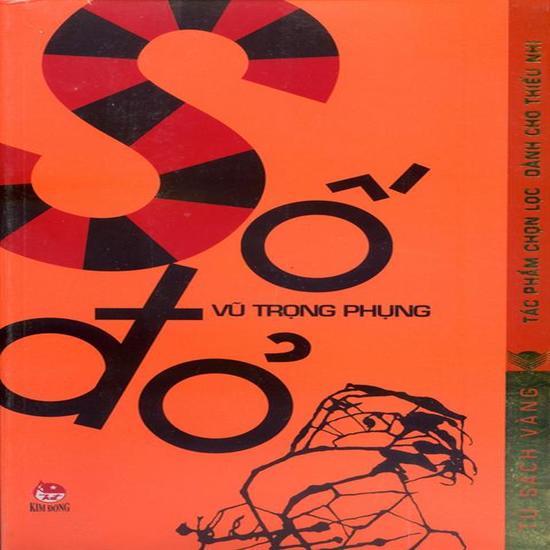 Số
VŨ TRỌNG PHỤNG
đỏ
KIM ĐỒNG
TỦ SÁCH VÀNG
TÁC PHẨM CHỌN LỌC DÀNH CHO THIẾU NHI